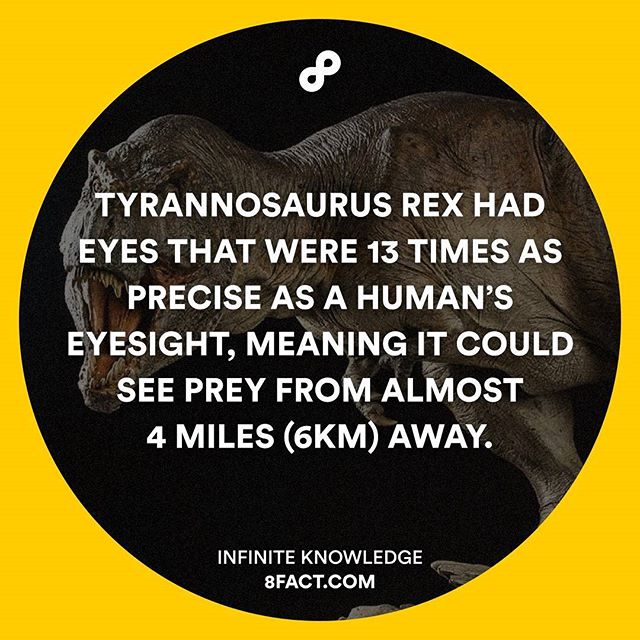 TYRANNOSAURUS REX HAD
EYES THAT WERE 13 TIMES AS
PRECISE AS A HUMAN'S
EYESIGHT, MEANING IT COULD
SEE PREY FROM ALMOST
4 MILES (6KM) AWAY.
INFINITE KNOWLEDGE
8FACT.COM